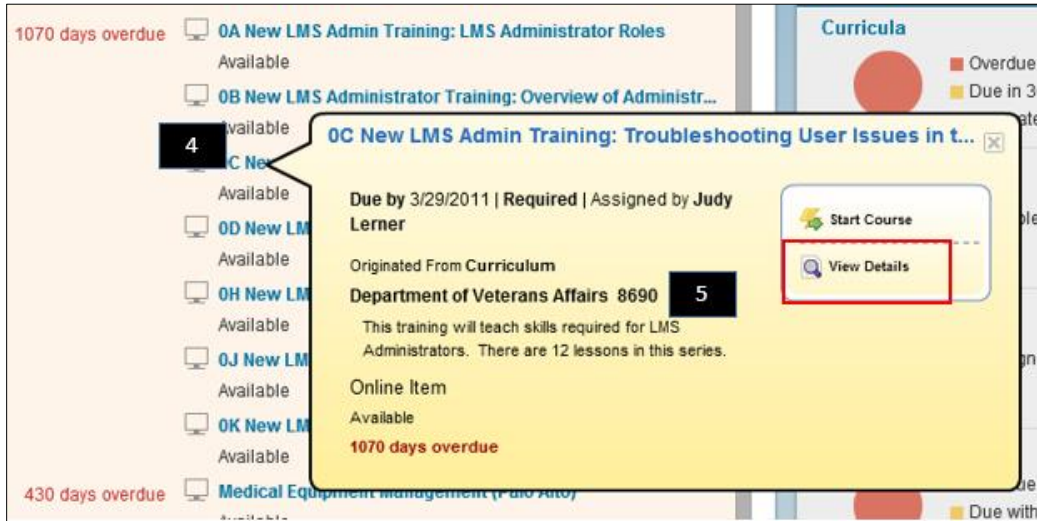 1070 days overdue
0A New LMS Admin Training: LMS Administrator Roles
Available
0B New LMS Administrator Training: Overview of Administr...
Available
4
0C New
Available
0D New LM
Available
0H New LM
Available
0J New LM
Available
0K New LM
Available
430 days overdue
Medical Equipment Management (Palo Alto)
0C New LMS Admin Training: Troubleshooting User Issues in t...
Due by 3/29/2011 | Required | Assigned by Judy
Lerner
Originated From Curriculum
Department of Veterans Affairs 8690
5
This training will teach skills required for LMS
Administrators. There are 12 lessons in this series.
Online Item
Available
1070 days overdue
Start Course
View Details
Curricula
Overdue
Due in 3
Due with